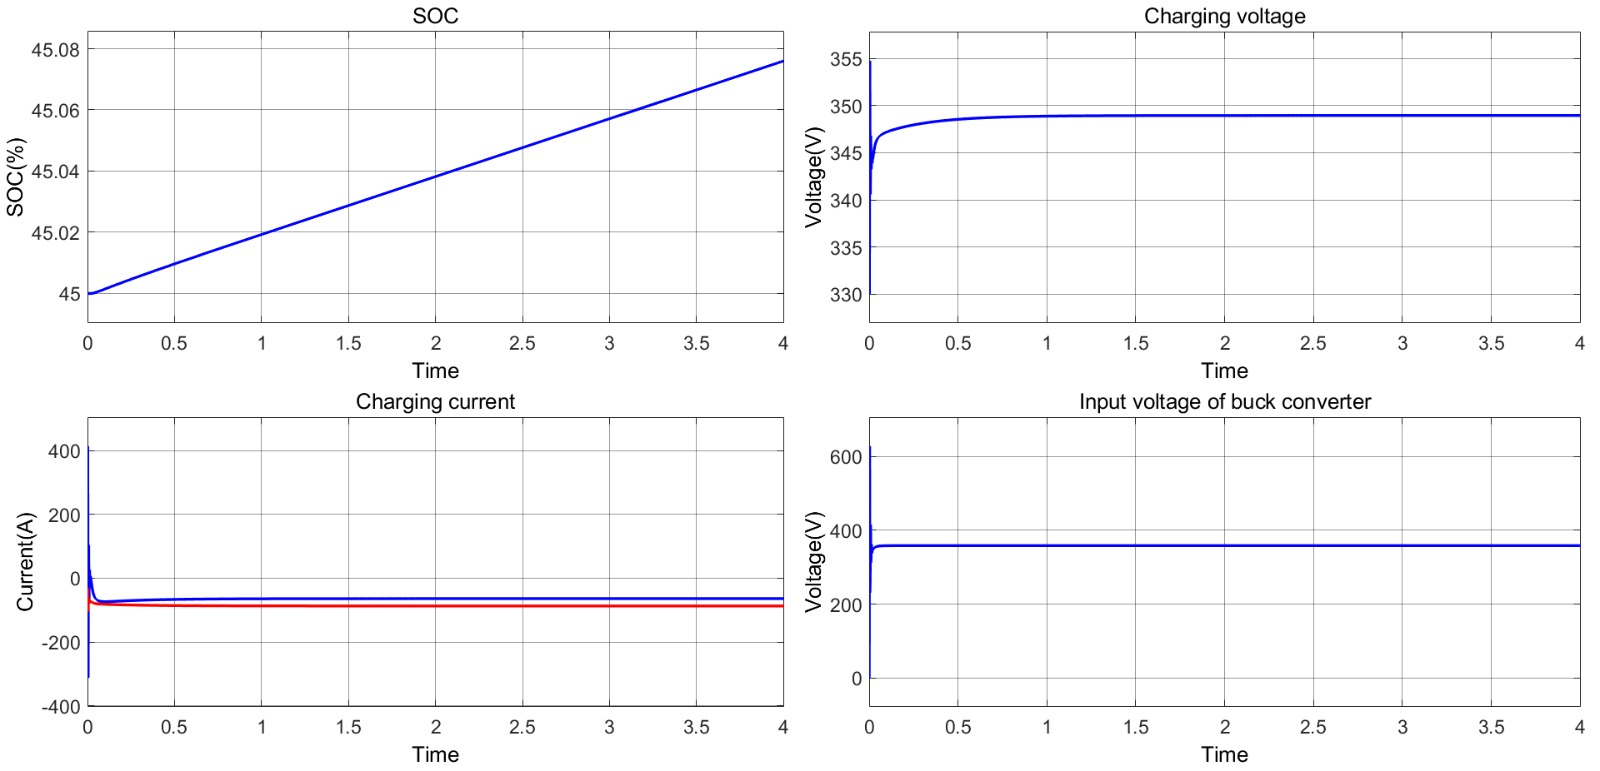 SOC
45.08
45.06
45.04
45.02
45
SOC(%)
0 0.5 1 1.5 2 2.5 3 3.5 4
Time
Charging voltage
355
350
345
340
335
330
Voltage(V)
0 0.5 1 1.5 2 2.5 3 3.5 4
Time
Charging current
400
200
0
-200
-400
Current(A)
0 0.5 1 1.5 2 2.5 3 3.5 4
Time
Input voltage of buck converter
600
400
200
0
Voltage(V)
0 0.5 1 1.5 2 2.5 3 3.5 4
Time